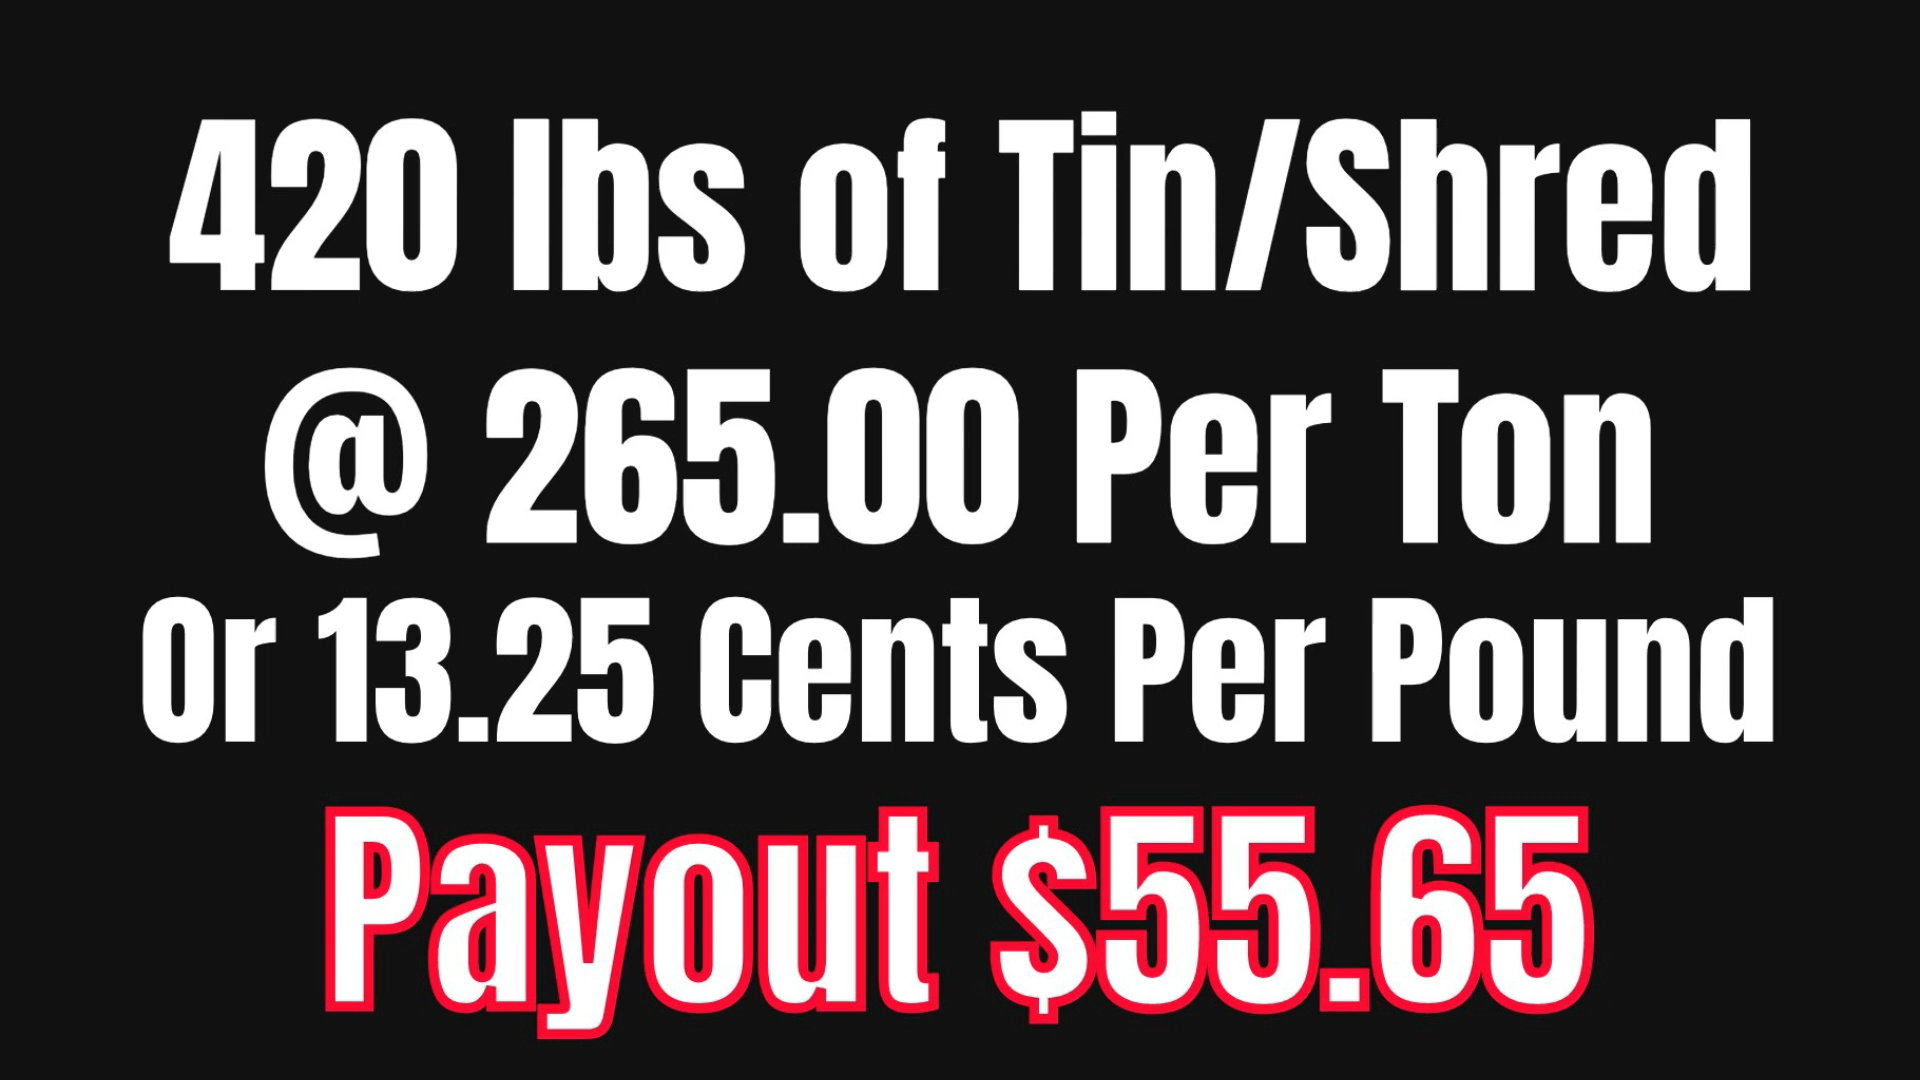 420 lbs of Tin/Shred
@ 265.00 Per Ton
Or 13.25 Cents Per Pound
Payout $55.65